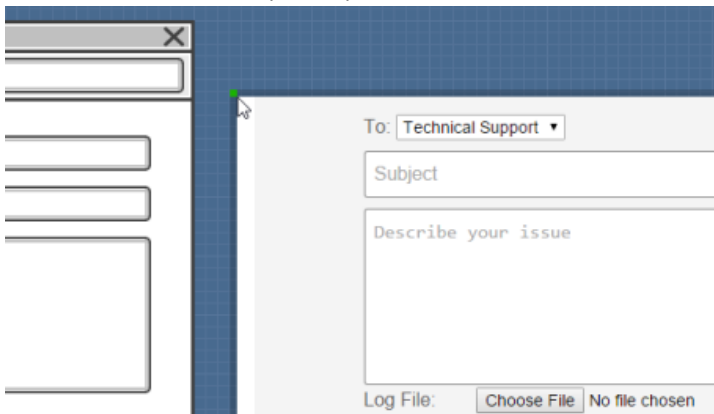 To: Technical Support
Subject
Describe your issue
Log File: Choose File No file chosen